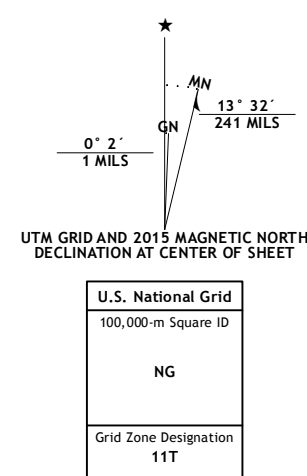 ★
MN
GN
13° 32´
241 MILS
0° 2´
1 MILS
UTM GRID AND 2015 MAGNETIC NORTH
DECLINATION AT CENTER OF SHEET
U.S. National Grid
100,000-m Square ID
NG
Grid Zone Designation
11T